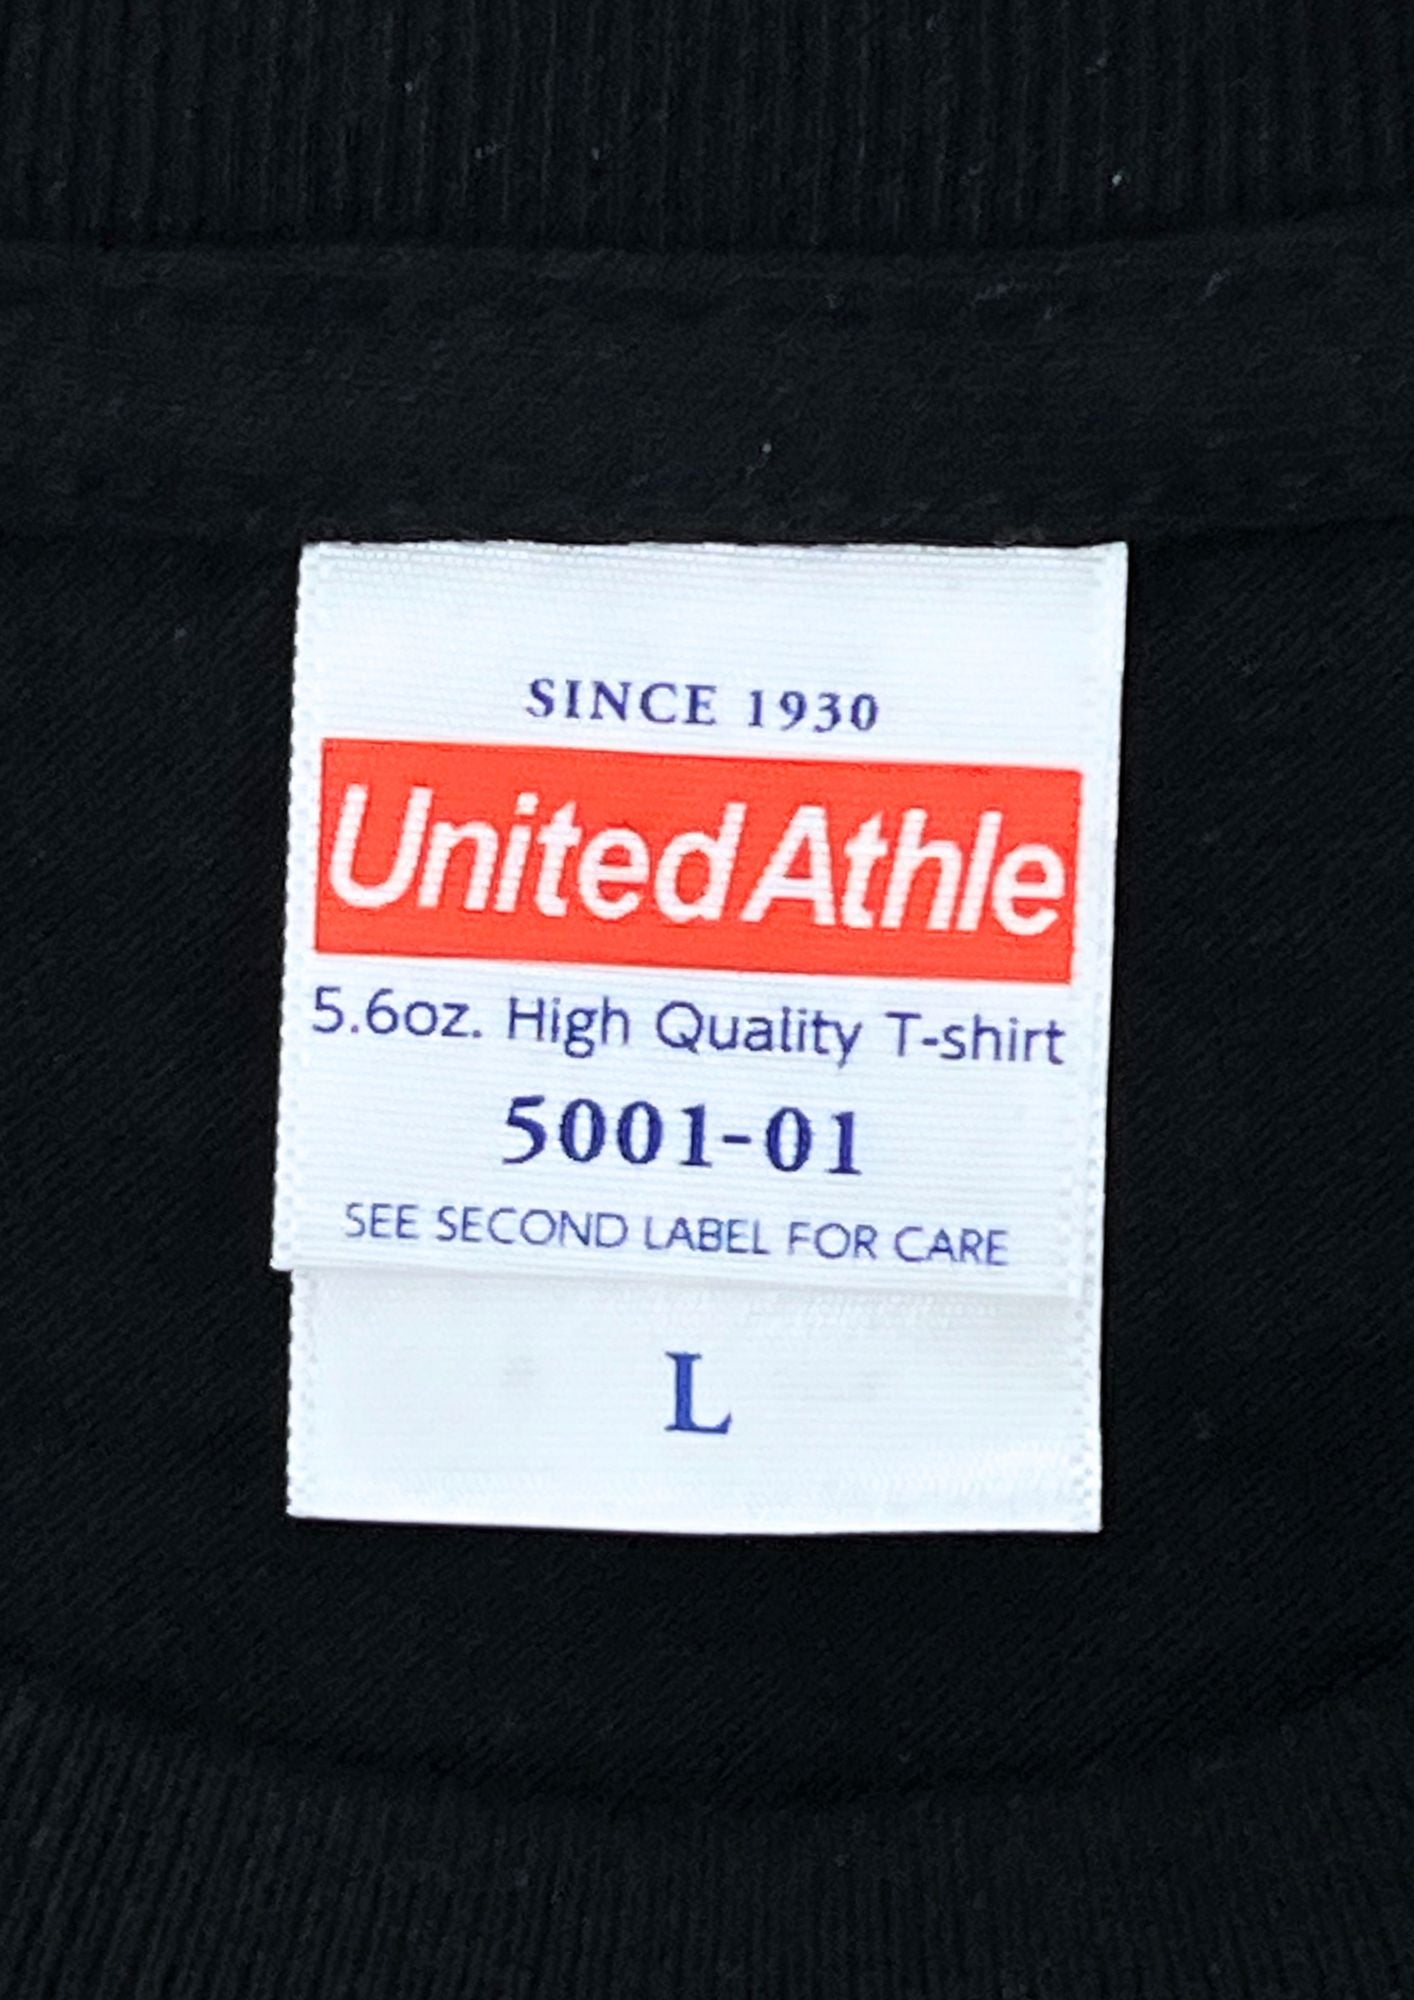 SINCE 1930
United Athle
5.6oz. High Quality T-shirt
5001-01
SEE SECOND LABEL FOR CARE
L